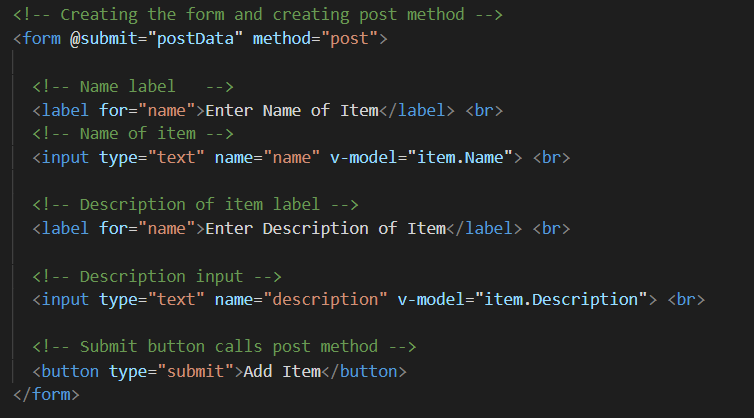 <!-- Creating the form and creating post method -->
<form @submit="postData" method="post">
<!-- Name label   -->
<label for="name">Enter Name of Item</label> <br>
<!-- Name of item -->
<input type="text" name="name" v-model="item.Name"> <br>
<!-- Description of item label -->
<label for="name">Enter Description of Item</label> <br>
<!-- Description input -->
<input type="text" name="description" v-model="item.Description"> <br>
<!-- Submit button calls post method -->
<button type="submit">Add Item</button>
</form>